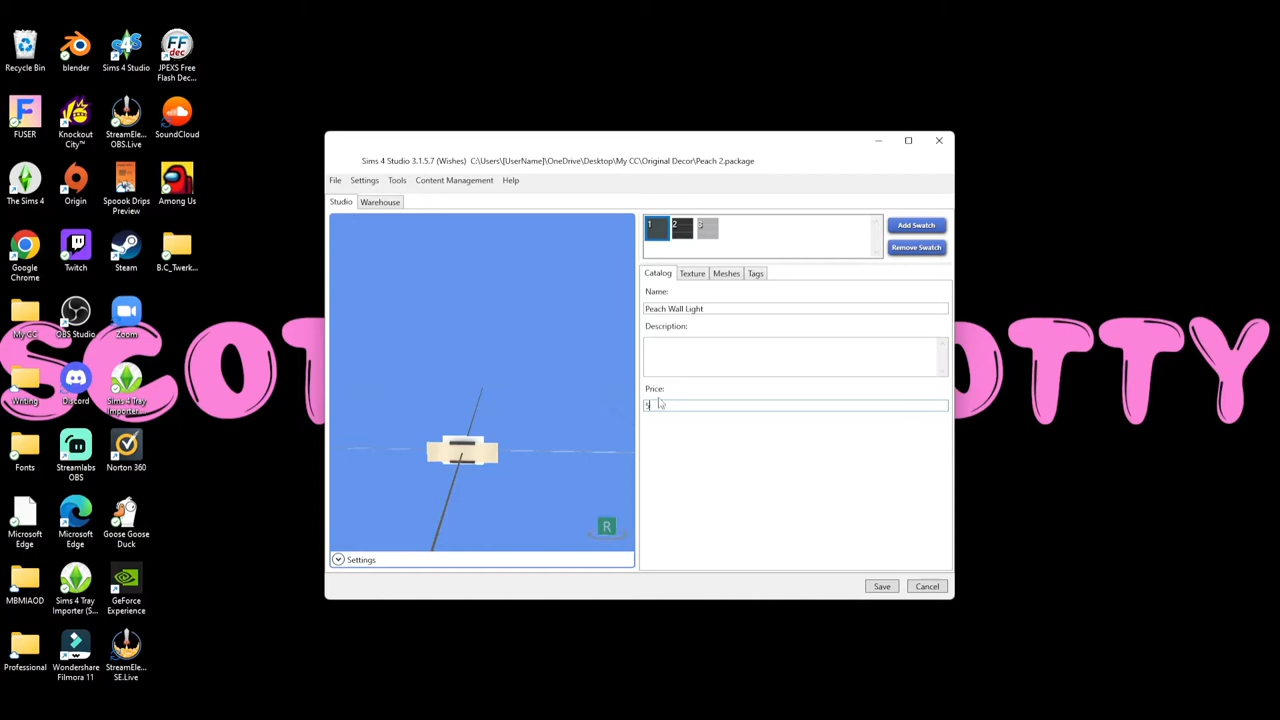 Recycle Bin
blender
Sims 4 Studio
JPEXS Free
Flash Dec...
FUSER
Knockout
City™
StreamEle...
OBS.Live
SoundCloud
The Sims 4
Origin
Spoook Drips
Preview
Among Us
Google
Chrome
Twitch
Steam
B.C_Twerk...
My CC
OBS Studio
Zoom
Writing
Discord
Sims 4 Tray
Importer...
Fonts
Streamlabs
OBS
Norton 360
Microsoft
Edge
Microsoft
Edge
Goose Goose
Duck
MBMIAOD
Sims 4 Tray
Importer (S...
GeForce
Experience
Professional
Wondershare
Filmora 11
StreamEle...
SE.Live
SCOT
OTTY
Sims 4 Studio 3.1.5.7 (Wishes) C:\Users\[UserName]\OneDrive\Desktop\My CC\Original Decor\Peach 2.package
File Settings Tools Content Management Help
Studio Warehouse
1 2 3
Add Swatch
Remove Swatch
Catalog Texture Meshes Tags
Name:
Peach Wall Light
Description:
Price:
5
R
Settings
Save Cancel